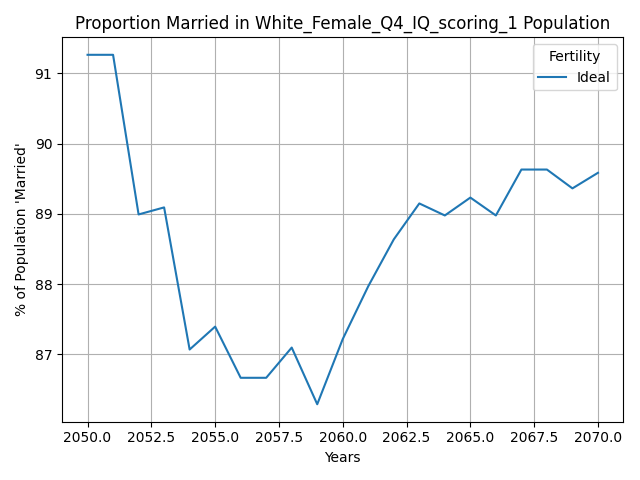 Proportion Married in White_Female_Q4_IQ_scoring_1 Population
Fertility
Ideal
% of Population 'Married'
91
90
89
88
87
2050.0 2052.5 2055.0 2057.5 2060.0 2062.5 2065.0 2067.5 2070.0
Years